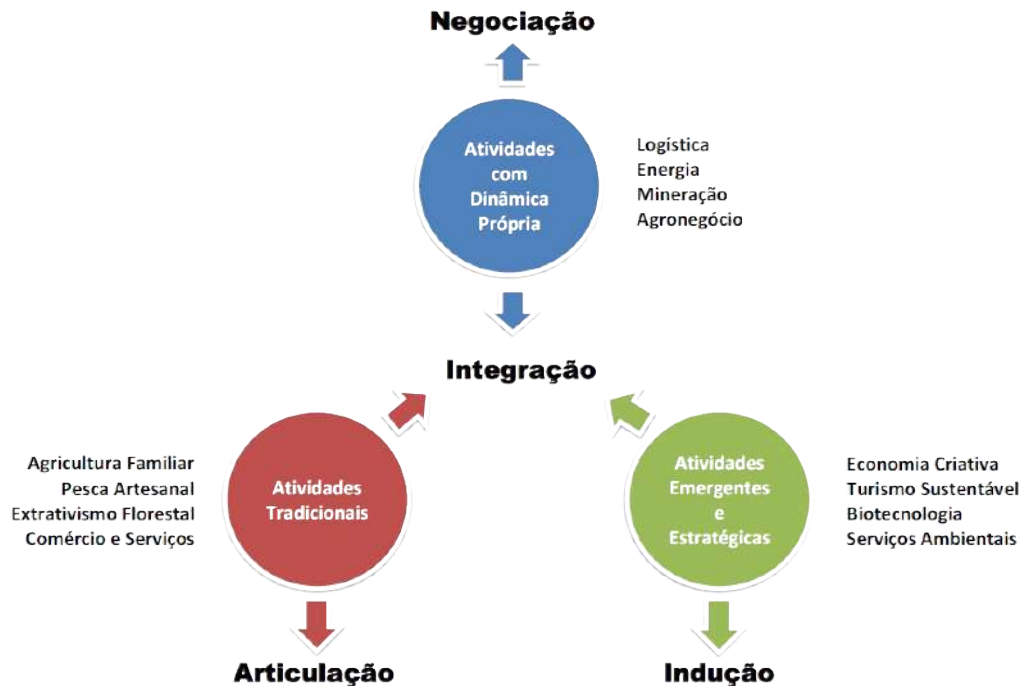 Negociação
Atividades
com
Dinâmica
Própria
Logística
Energia
Mineração
Agronegócio
Integração
Agricultura Familiar
Pesca Artesanal
Extrativismo Florestal
Comércio e Serviços
Atividades
Tradicionais
Atividades
Emergentes
e
Estratégicas
Economia Criativa
Turismo Sustentável
Biotecnologia
Serviços Ambientais
Articulação
Indução